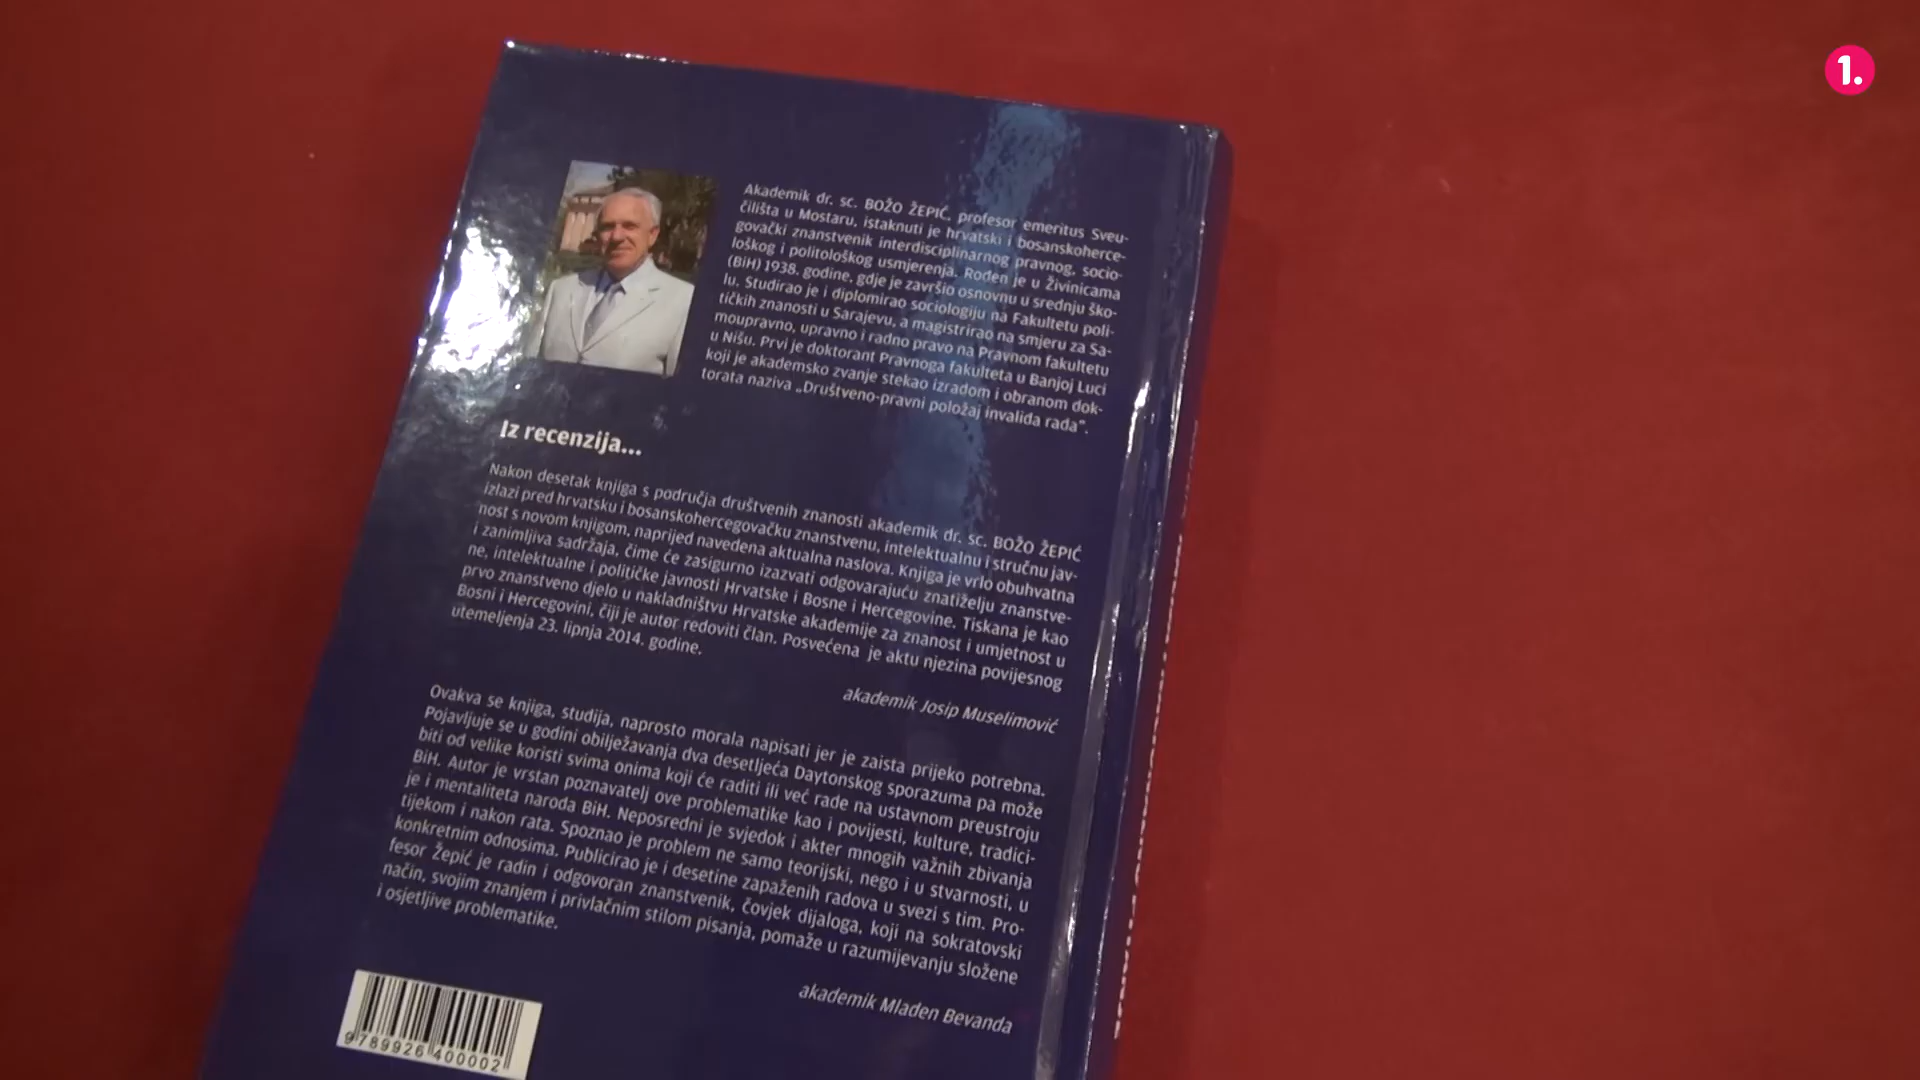 1.
Akademik dr. sc. BOŽO ŽEPIĆ, profesor emeritus Sveu-
čilišta u Mostaru, istaknuti je hrvatski i bosanskoherce-
govački znanstvenik interdisciplinarnog pravnog, socio-
loškog i politološkog usmjerenja. Rođen je u Živinicama
(BiH) 1938. godine, gdje je završio osnovnu u srednju ško-
lu. Studirao je i diplomirao sociologiju na Fakultetu poli-
tičkih znanosti u Sarajevu, a magistrirao na smjeru za Sa-
moupravno, upravno i radno pravo na Pravnom fakultetu
u Nišu. Prvi je doktorant Pravnoga fakulteta u Banjoj Luci
koji je akademsko zvanje stekao izradom i obranom dok-
torata naziva „Društveno-pravni položaj invalida rada”.
Iz recenzija...
Nakon desetak knjiga s područja društvenih znanosti akademik dr. sc. BOŽO ŽEPIĆ
izlazi pred hrvatsku i bosanskohercegovačku znanstvenu, intelektualnu i stručnu jav-
nost s novom knjigom, naprijed navedena aktualna naslova. Knjiga je vrlo obuhvatna
i zanimljiva sadržaja, čime će zasigurno izazvati odgovarajuću znatiželju znanstve-
ne, intelektualne i političke javnosti Hrvatske i Bosne i Hercegovine. Tiskana je kao
prvo znanstveno djelo u nakladništvu Hrvatske akademije za znanost i umjetnost u
Bosni i Hercegovini, čiji je autor redoviti član. Posvećena je aktu njezina povijesnog
utemeljenja 23. lipnja 2014. godine.
akademik Josip Muselimović
Ovakva se knjiga, studija, naprosto morala napisati jer je zaista prijeko potrebna.
Pojavljuje se u godini obilježavanja dva desetljeća Daytonskog sporazuma pa može
biti od velike koristi svima onima koji će raditi ili već rade na ustavnom preustroju
BiH. Autor je vrstan poznavatelj ove problematike kao i povijesti, kulture, tradici-
je i mentaliteta naroda BiH. Neposredni je svjedok i akter mnogih važnih zbivanja
tijekom i nakon rata. Spoznao je problem ne samo teorijski, nego i u stvarnosti, u
konkretnim odnosima. Publicirao je i desetine zapaženih radova u svezi s tim. Pro-
fesor Žepić je radin i odgovoran znanstvenik, čovjek dijaloga, koji na sokratovski
način, svojim znanjem i privlačnim stilom pisanja, pomaže u razumijevanju složene
i osjetljive problematike.
akademik Mladen Bevanda
9789926400002